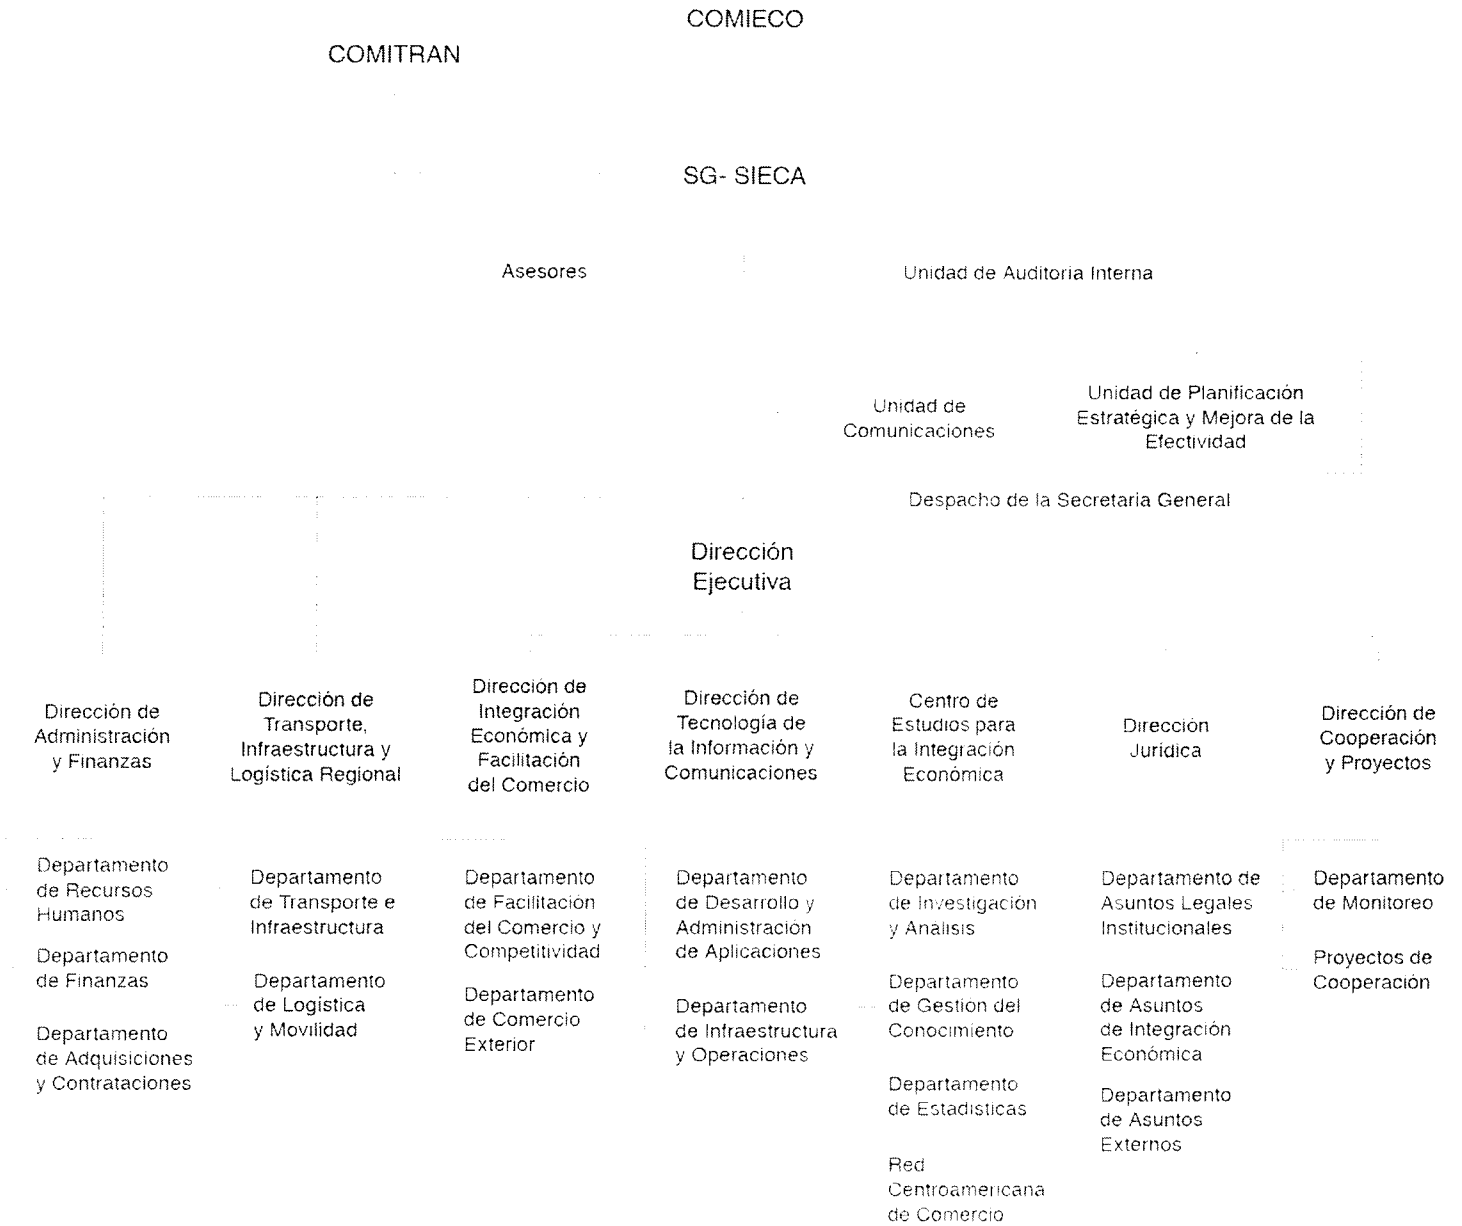 COMIECO
COMITRAN
SG- SIECA
Asesores
Unidad de Auditoria Interna
Unidad de
Comunicaciones
Unidad de Planificación
Estratégica y Mejora de la
Efectividad
Despacho de la Secretaria General
Dirección
Ejecutiva
Dirección de
Administración
y Finanzas
Dirección de
Transporte,
Infraestructura y
Logística Regional
Dirección de
Integración
Económica y
Facilitación
del Comercio
Dirección de
Tecnología de
la Información y
Comunicaciones
Centro de
Estudios para
la Integración
Económica
Dirección
Jurídica
Dirección de
Cooperación
y Proyectos
Departamento
de Recursos
Humanos
Departamento
de Finanzas
Departamento
de Adquisiciones
y Contrataciones
Departamento
de Transporte e
Infraestructura
Departamento
de Logística
y Movilidad
Departamento
de Facilitación
del Comercio y
Competitividad
Departamento
de Comercio
Exterior
Departamento
de Desarrollo y
Administración
de Aplicaciones
Departamento
de Infraestructura
y Operaciones
Departamento
de Investigación
y Análisis
Departamento
de Gestión del
Conocimiento
Departamento
de Estadísticas
Red
Centroamericana
de Comercio
Departamento de
Asuntos Legales
Institucionales
Departamento
de Asuntos
de Integración
Económica
Departamento
de Asuntos
Externos
Departamento
de Monitoreo
Proyectos de
Cooperación